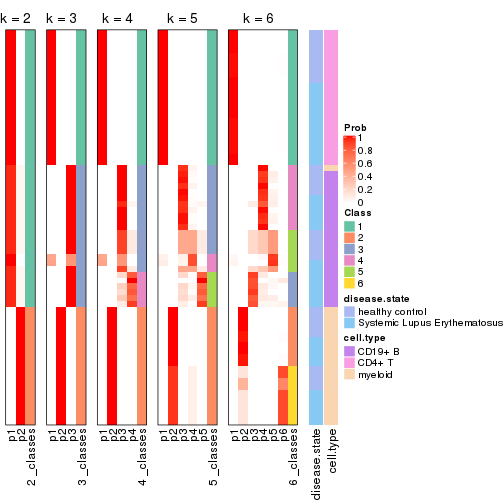 k = 2 k = 3 k = 4 k = 5 k = 6
Prob
1
0.8
0.6
0.4
0.2
0
Class
1
2
3
4
5
6
disease.state
healthy control
Systemic Lupus Erythematosus
cell.type
CD19+ B
CD4+ T
myeloid
p1
p2
2_classes
p1
p2
p3
3_classes
p1
p2
p3
p4
4_classes
p1
p2
p3
p4
p5
5_classes
p1
p2
p3
p4
p5
p6
6_classes
disease.state
cell.type